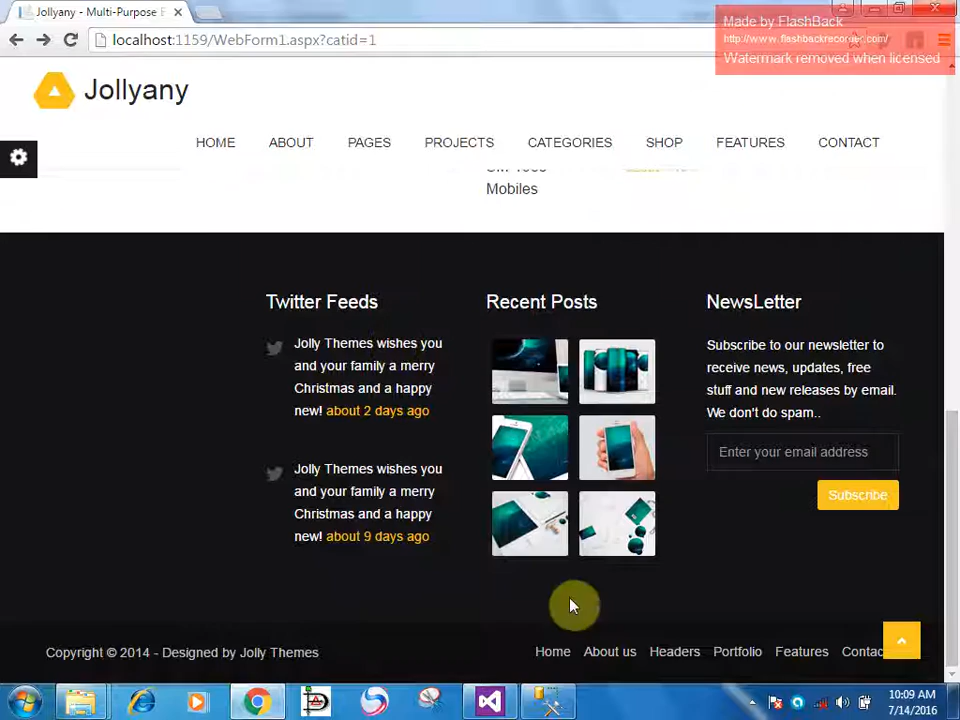 Jollyany - Multi-Purpose
Made by FlashBack
http://www.flashbackrecorder.com/
Watermark removed when licensed
localhost:1159/WebForm1.aspx?catid=1
Jollyany
HOME ABOUT PAGES PROJECTS CATEGORIES SHOP FEATURES CONTACT
Mobiles
Twitter Feeds
Jolly Themes wishes you
and your family a merry
Christmas and a happy
new! about 2 days ago
Jolly Themes wishes you
and your family a merry
Christmas and a happy
new! about 9 days ago
Recent Posts
NewsLetter
Subscribe to our newsletter to
receive news, updates, free
stuff and new releases by email.
We don't do spam..
Enter your email address
Subscribe
Copyright © 2014 - Designed by Jolly Themes
Home About us Headers Portfolio Features Contac
10:09 AM
7/14/2016